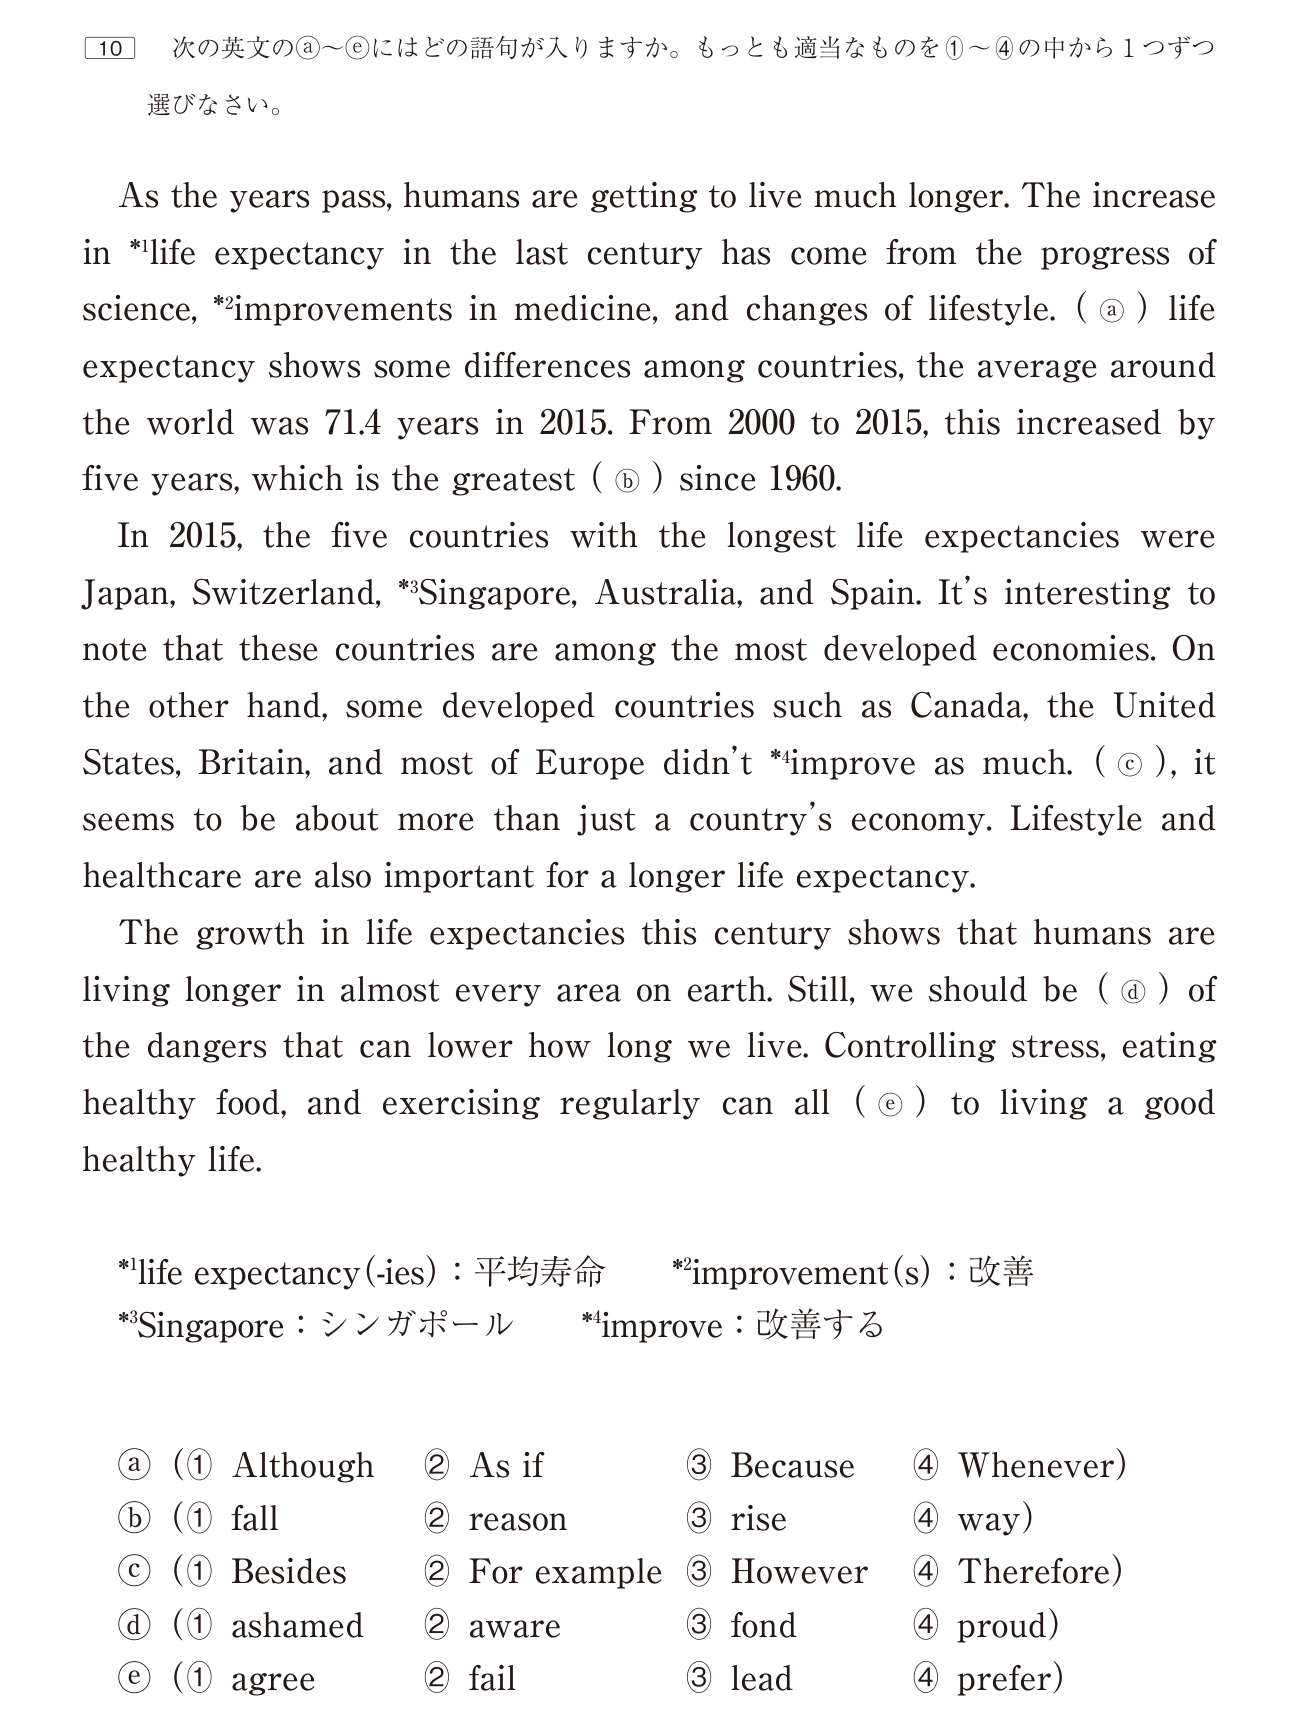 10 次の英文のⓐ〜ⓔにはどの語句が入りますか。もっとも適当なものを①〜④の中から１つずつ
選びなさい。
As the years pass, humans are getting to live much longer. The increase
in *1life expectancy in the last century has come from the progress of
science, *2improvements in medicine, and changes of lifestyle. ( ⓐ ) life
expectancy shows some differences among countries, the average around
the world was 71.4 years in 2015. From 2000 to 2015, this increased by
five years, which is the greatest ( ⓑ ) since 1960.
In 2015, the five countries with the longest life expectancies were
Japan, Switzerland, *3Singapore, Australia, and Spain. It's interesting to
note that these countries are among the most developed economies. On
the other hand, some developed countries such as Canada, the United
States, Britain, and most of Europe didn't *4improve as much. ( ⓒ ), it
seems to be about more than just a country's economy. Lifestyle and
healthcare are also important for a longer life expectancy.
The growth in life expectancies this century shows that humans are
living longer in almost every area on earth. Still, we should be ( ⓓ ) of
the dangers that can lower how long we live. Controlling stress, eating
healthy food, and exercising regularly can all ( ⓔ ) to living a good
healthy life.
*1life expectancy(-ies)：平均寿命 *2improvement(s)：改善
*3Singapore：シンガポール *4improve：改善する
ⓐ (① Although ② As if ③ Because ④ Whenever)
ⓑ (① fall ② reason ③ rise ④ way)
ⓒ (① Besides ② For example ③ However ④ Therefore)
ⓓ (① ashamed ② aware ③ fond ④ proud)
ⓔ (① agree ② fail ③ lead ④ prefer)